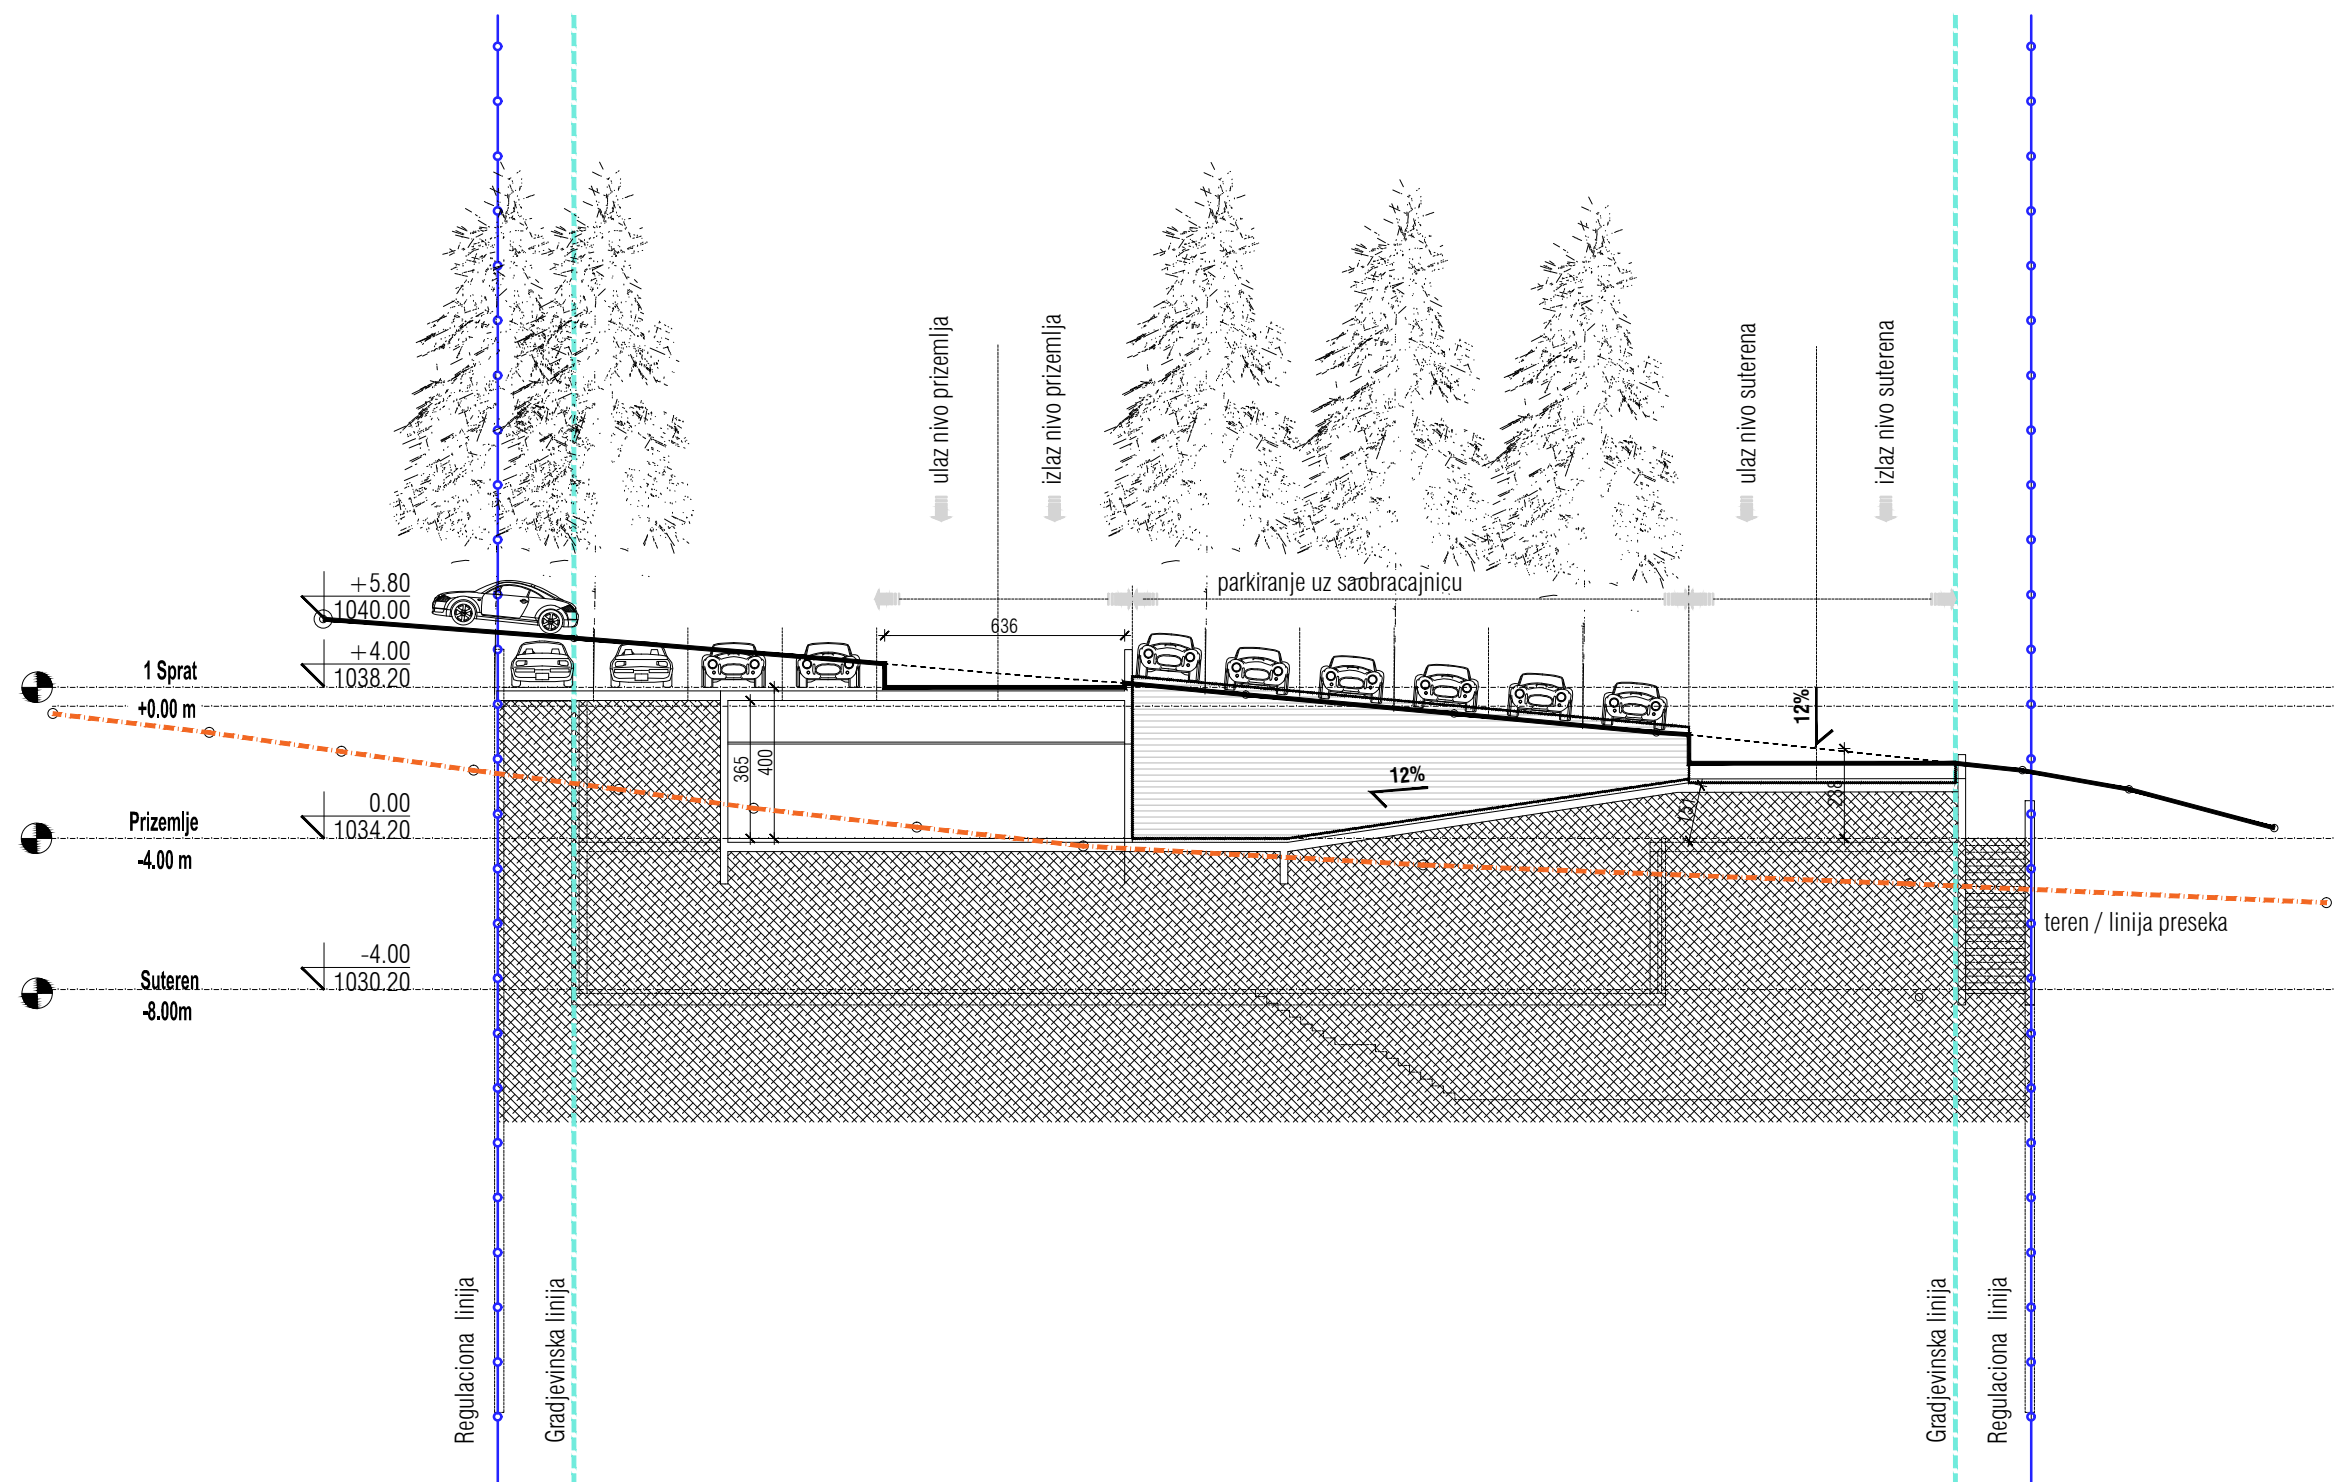 ulaz nivo prizemlja
izlaz nivo prizemlja
ulaz nivo suterena
izlaz nivo suterena
+5.80
1040.00
parkiranje uz saobracajnicu
636
+4.00
1038.20
1 Sprat
+0.00 m
12%
365
400
12%
151
238
0.00
1034.20
Prizemlje
-4.00 m
teren / linija preseka
-4.00
1030.20
Suteren
-8.00m
Regulaciona linija
Gradjevinska linija
Gradjevinska linija
Regulaciona linija